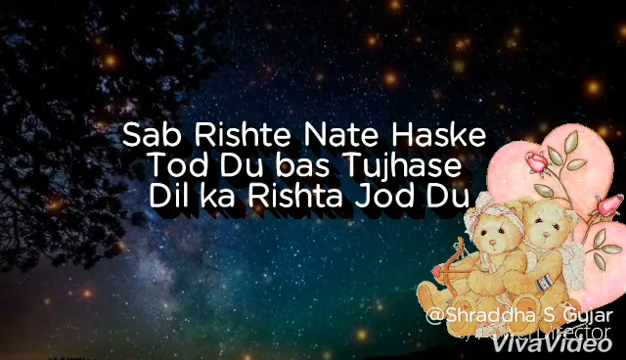 Sab Rishte Nate Haske
Tod Du bas Tujhase
Dil ka Rishta Jod Du
@Shraddha S Gujar
VivaVideo